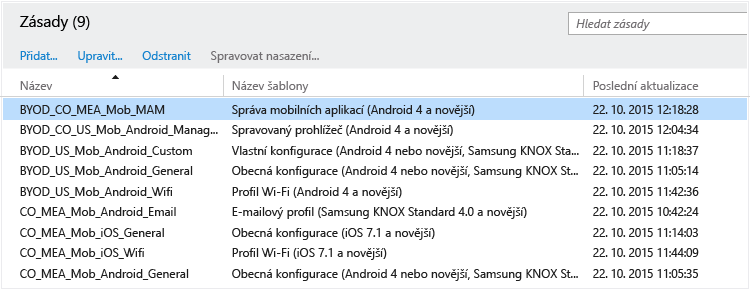 Zásady (9)
Hledat zásady
Přidat... Upravit... Odstranit Spravovat nasazení...
Název Název šablony Poslední aktualizace
BYOD_CO_MEA_Mob_MAM Správa mobilních aplikací (Android 4 a novější) 22. 10. 2015 12:18:28
BYOD_CO_US_Mob_Android_Manag... Spravovaný prohlížeč (Android 4 a novější) 22. 10. 2015 12:04:34
BYOD_US_Mob_Android_Custom Vlastní konfigurace (Android 4 nebo novější, Samsung KNOX Sta... 22. 10. 2015 11:18:37
BYOD_US_Mob_Android_General Obecná konfigurace (Android 4 nebo novější, Samsung KNOX St... 22. 10. 2015 11:05:14
BYOD_US_Mob_Android_Wifi Profil Wi-Fi (Android 4 a novější) 22. 10. 2015 11:42:36
CO_MEA_Mob_Android_Email E-mailový profil (Samsung KNOX Standard 4.0 a novější) 22. 10. 2015 10:42:24
CO_MEA_Mob_iOS_General Obecná konfigurace (iOS 7.1 a novější) 22. 10. 2015 11:14:03
CO_MEA_Mob_iOS_Wifi Profil Wi-Fi (iOS 7.1 a novější) 22. 10. 2015 11:44:09
CO_MEA_Mob_Android_General Obecná konfigurace (Android 4 nebo novější, Samsung KNOX St... 22. 10. 2015 11:05:35